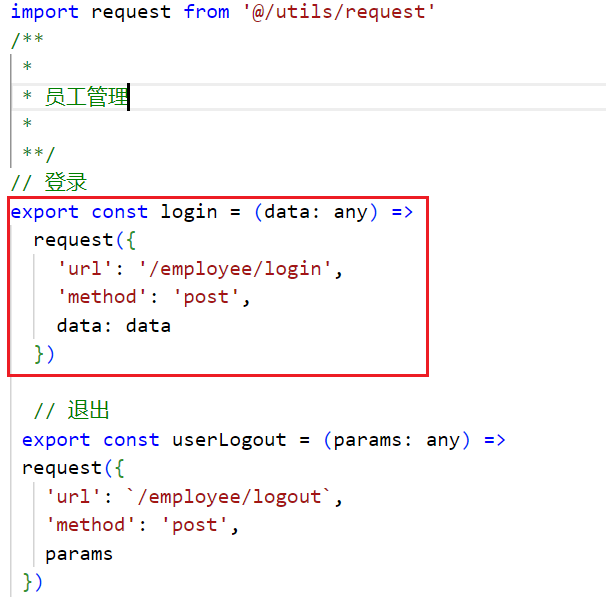 import request from '@/utils/request'
/**
 *
 * 员工管理
 *
 **/
// 登录
export const login = (data: any) =>
  request({
    'url': '/employee/login',
    'method': 'post',
    data: data
  })
  // 退出
 export const userLogout = (params: any) =>
 request({
   'url': `/employee/logout`,
   'method': 'post',
   params
 })